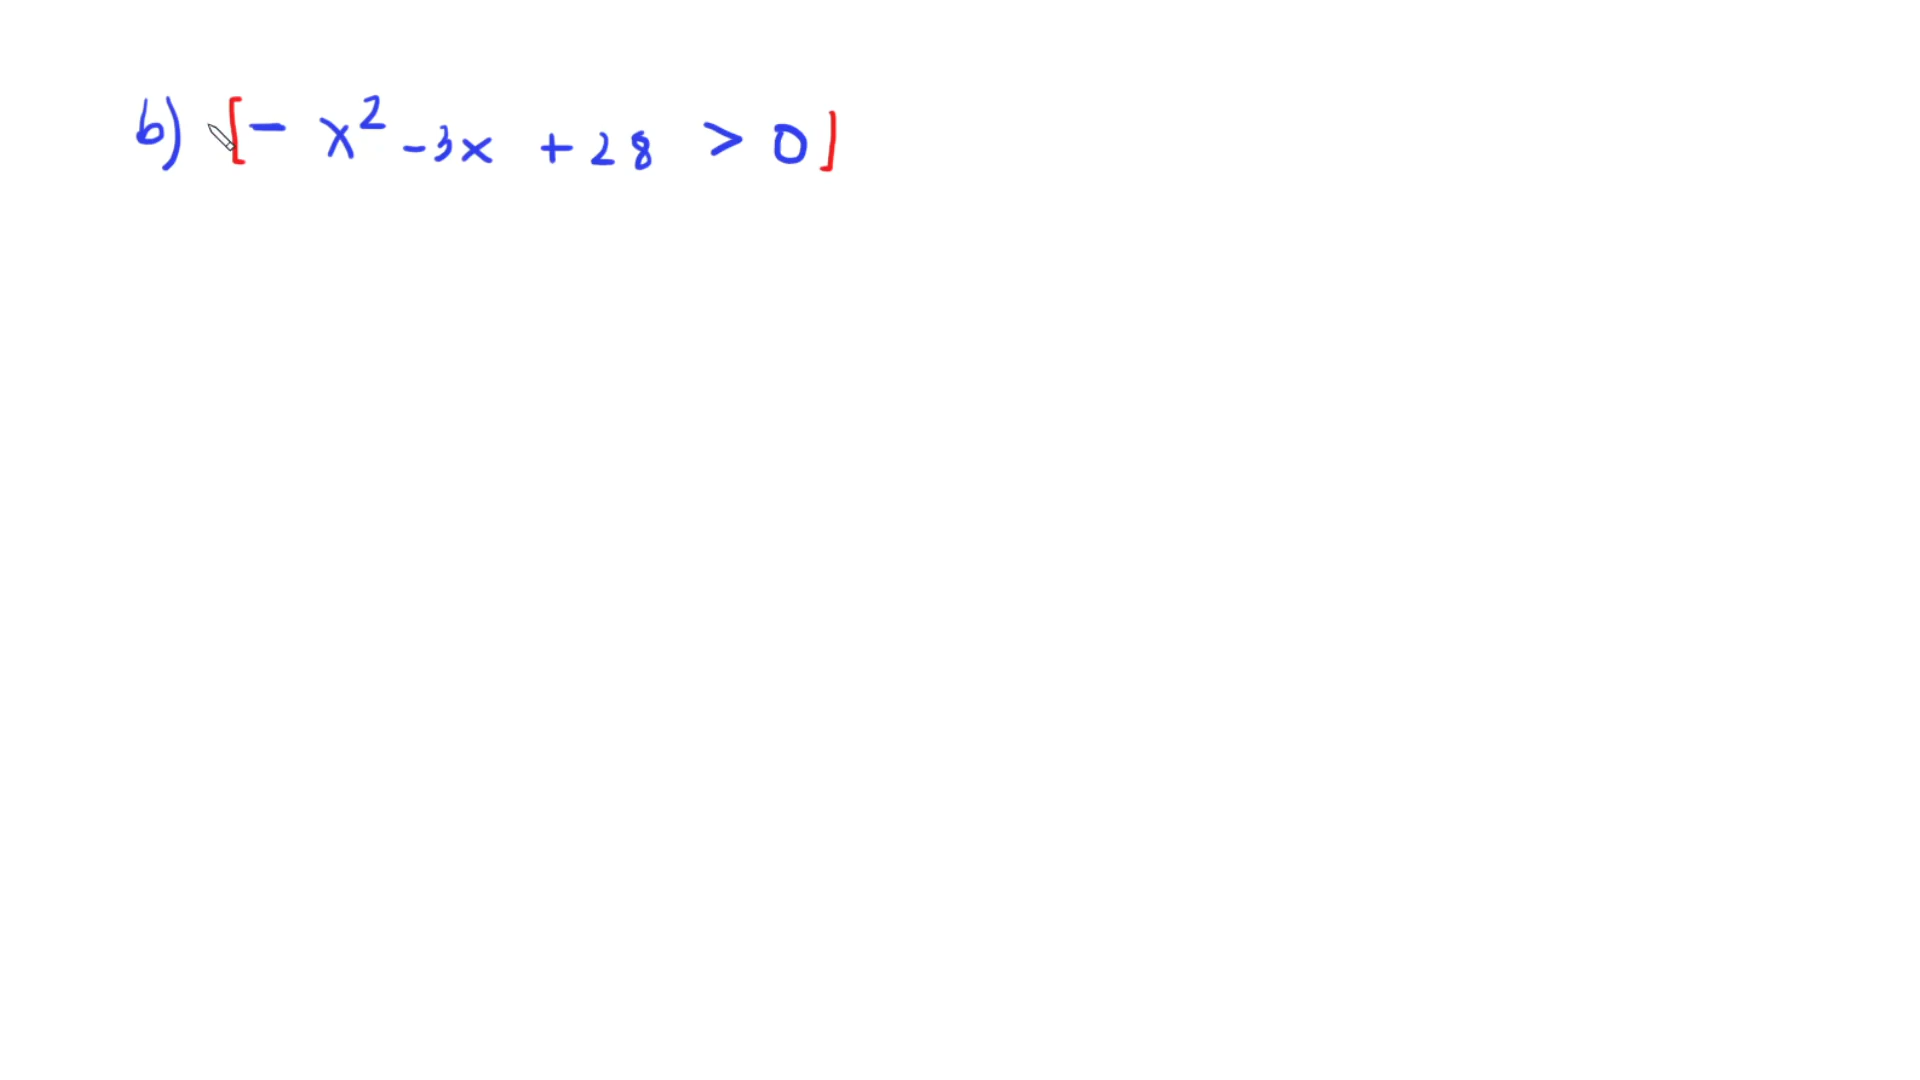 b) [- x² - 3x + 28 > 0]